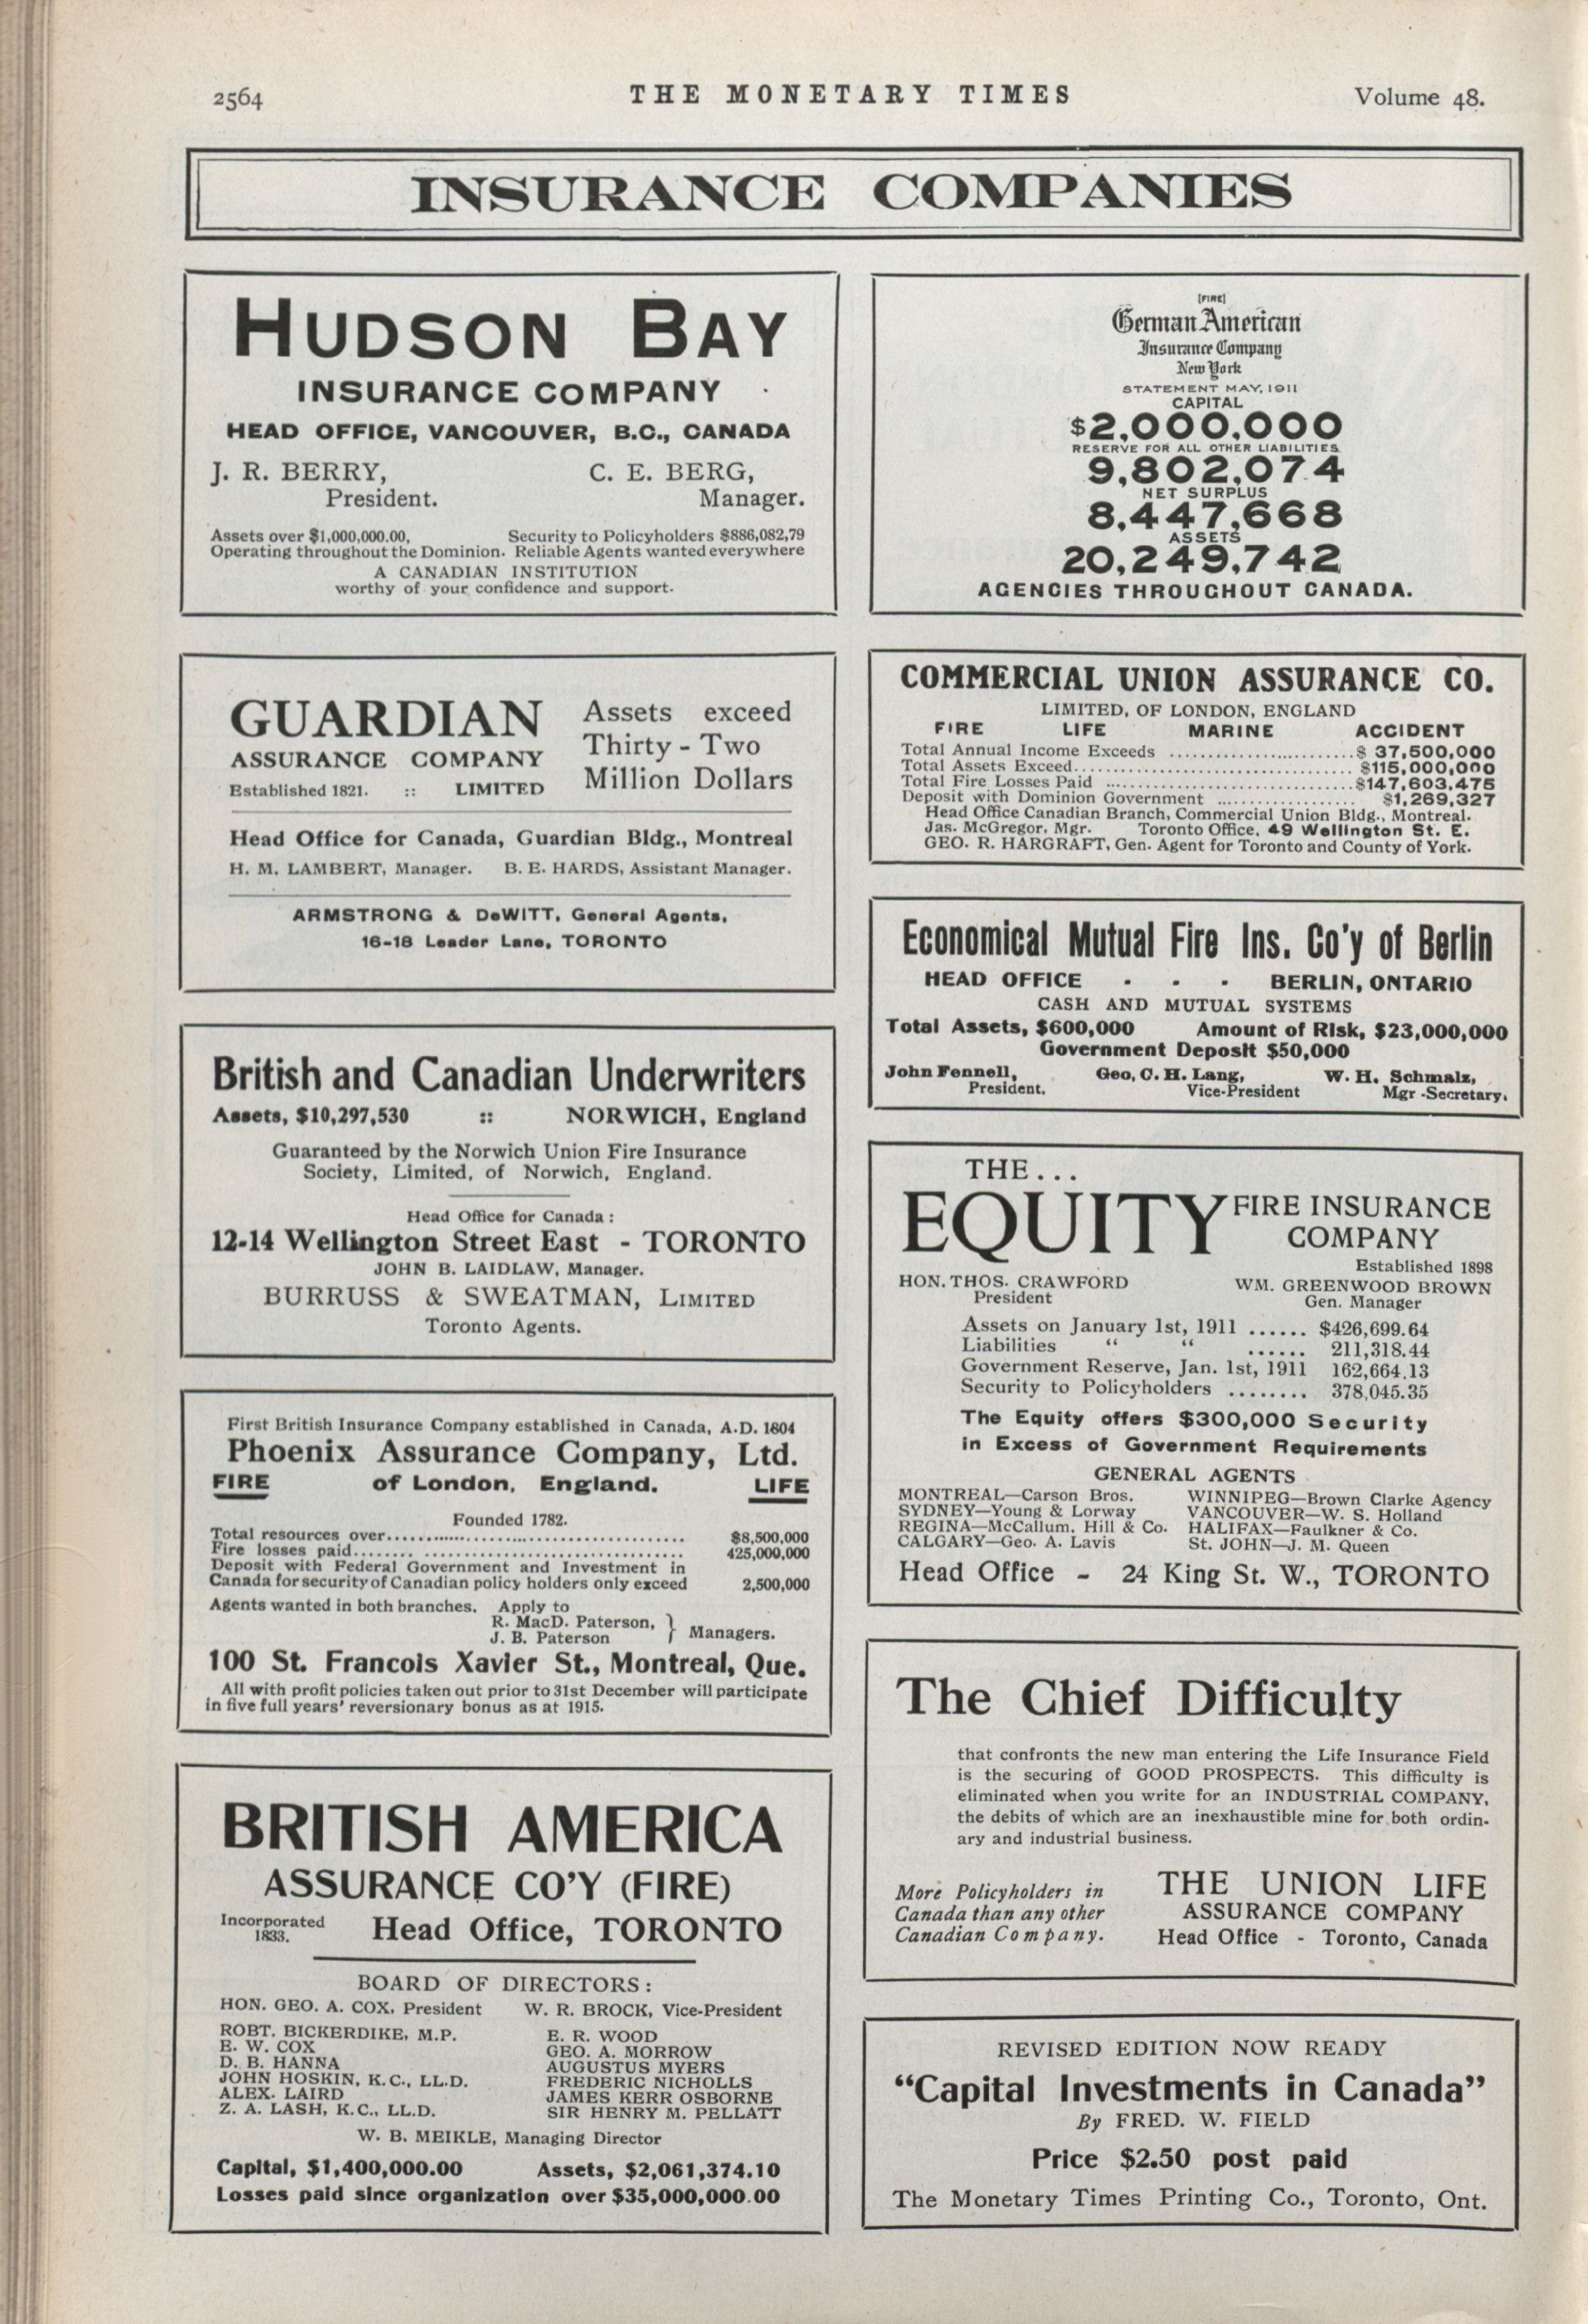 2564
THE MONETARY TIMES
Volume 48.
INSURANCE COMPANIES
HUDSON BAY
INSURANCE COMPANY
HEAD OFFICE, VANCOUVER, B.C., CANADA
J. R. BERRY, C. E. BERG,
President. Manager.
Assets over $1,000,000.00, Security to Policyholders $886,082,79
Operating throughout the Dominion. Reliable Agents wanted everywhere
A CANADIAN INSTITUTION
worthy of your confidence and support.
GUARDIAN
ASSURANCE COMPANY
Established 1821. :: LIMITED
Assets exceed
Thirty - Two
Million Dollars
Head Office for Canada, Guardian Bldg., Montreal
H. M. LAMBERT, Manager. B. E. HARDS, Assistant Manager.
ARMSTRONG & DeWITT, General Agents,
16-18 Leader Lane, TORONTO
British and Canadian Underwriters
Assets, $10,297,530 :: NORWICH, England
Guaranteed by the Norwich Union Fire Insurance
Society, Limited, of Norwich, England.
Head Office for Canada:
12-14 Wellington Street East - TORONTO
JOHN B. LAIDLAW, Manager.
BURRUSS & SWEATMAN, LIMITED
Toronto Agents.
First British Insurance Company established in Canada, A.D. 1804
Phoenix Assurance Company, Ltd.
FIRE of London, England. LIFE
Founded 1782.
Total resources over........................................ $8,500,000
Fire losses paid........ .................................. 425,000,000
Deposit with Federal Government and Investment in
Canada for security of Canadian policy holders only exceed 2,500,000
Agents wanted in both branches. Apply to
R. MacD. Paterson, } Managers.
J. B. Paterson
100 St. Francois Xavier St., Montreal, Que.
All with profit policies taken out prior to 31st December will participate
in five full years' reversionary bonus as at 1915.
BRITISH AMERICA
ASSURANCE CO'Y (FIRE)
Incorporated
1833.
Head Office, TORONTO
BOARD OF DIRECTORS:
HON. GEO. A. COX, President W. R. BROCK, Vice-President
ROBT. BICKERDIKE, M.P. E. R. WOOD
E. W. COX GEO. A. MORROW
D. B. HANNA AUGUSTUS MYERS
JOHN HOSKIN, K.C., LL.D. FREDERIC NICHOLLS
ALEX. LAIRD JAMES KERR OSBORNE
Z. A. LASH, K.C., LL.D. SIR HENRY M. PELLATT
W. B. MEIKLE, Managing Director
Capital, $1,400,000.00 Assets, $2,061,374.10
Losses paid since organization over $35,000,000.00
[FIRE]
German American
Insurance Company
New York
STATEMENT MAY, 1911
CAPITAL
$2,000,000
RESERVE FOR ALL OTHER LIABILITIES
9,802,074
NET SURPLUS
8,447,668
ASSETS
20,249,742
AGENCIES THROUGHOUT CANADA.
COMMERCIAL UNION ASSURANCE CO.
LIMITED, OF LONDON, ENGLAND
FIRE LIFE MARINE ACCIDENT
Total Annual Income Exceeds ........................$ 37,500,000
Total Assets Exceed...................................... $115,000,000
Total Fire Losses Paid ..................................$147,603,475
Deposit with Dominion Government ................... $1,269,327
Head Office Canadian Branch, Commercial Union Bldg., Montreal.
Jas. McGregor, Mgr. Toronto Office, 49 Wellington St. E.
GEO. R. HARGRAFT, Gen. Agent for Toronto and County of York.
Economical Mutual Fire Ins. Co'y of Berlin
HEAD OFFICE - - - BERLIN, ONTARIO
CASH AND MUTUAL SYSTEMS
Total Assets, $600,000 Amount of Risk, $23,000,000
Government Deposit $50,000
John Fennell, Geo, C. H. Lang, W. H. Schmalz,
President. Vice-President Mgr -Secretary.
THE...
EQUITY FIRE INSURANCE
COMPANY
Established 1898
HON. THOS. CRAWFORD WM. GREENWOOD BROWN
President Gen. Manager
Assets on January 1st, 1911 ...... $426,699.64
Liabilities “ “ ...... 211,318.44
Government Reserve, Jan. 1st, 1911 162,664.13
Security to Policyholders ........ 378,045.35
The Equity offers $300,000 Security
in Excess of Government Requirements
GENERAL AGENTS
MONTREAL—Carson Bros. WINNIPEG—Brown Clarke Agency
SYDNEY—Young & Lorway VANCOUVER—W. S. Holland
REGINA—McCallum, Hill & Co. HALIFAX—Faulkner & Co.
CALGARY—Geo. A. Lavis St. JOHN—J. M. Queen
Head Office - 24 King St. W., TORONTO
The Chief Difficulty
that confronts the new man entering the Life Insurance Field
is the securing of GOOD PROSPECTS. This difficulty is
eliminated when you write for an INDUSTRIAL COMPANY,
the debits of which are an inexhaustible mine for both ordin-
ary and industrial business.
More Policyholders in
Canada than any other
Canadian Company.
THE UNION LIFE
ASSURANCE COMPANY
Head Office - Toronto, Canada
REVISED EDITION NOW READY
“Capital Investments in Canada”
By FRED. W. FIELD
Price $2.50 post paid
The Monetary Times Printing Co., Toronto, Ont.